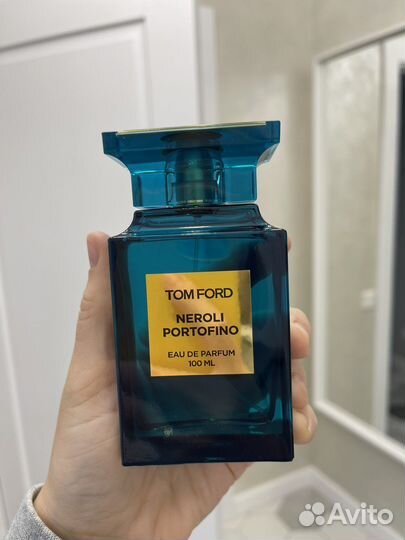 TOM FORD
NEROLI
PORTOFINO
EAU DE PARFUM
100 ML
Avito